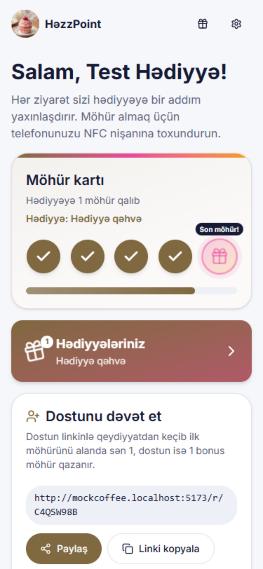 HəzzPoint
Salam, Test Hədiyyə!
Hər ziyarət sizi hədiyyəyə bir addım
yaxınlaşdırır. Möhür almaq üçün
telefonunuzu NFC nişanına toxundurun.
Möhür kartı
Hədiyyəyə 1 möhür qalıb
Hədiyyə: Hədiyyə qəhvə
Son möhür!
1
Hədiyyələriniz
Hədiyyə qəhvə
Dostunu dəvət et
Dostun linkinlə qeydiyyatdan keçib ilk
möhürünü alanda sən 1, dostun isə 1 bonus
möhür qazanır.
http://mockcoffee.localhost:5173/r/
C4QSW98B
Paylaş
Linki kopyala